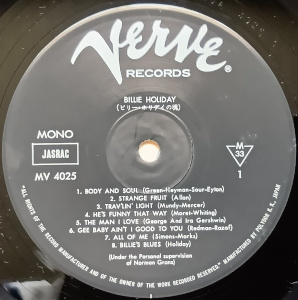 verve
RECORDS
®
BILLIE HOLIDAY
(ビリー・ホリデイの魂)
MONO
JASRAC
MV 4025
M
33
1
1. BODY AND SOUL (Green-Heyman-Sour-Eyton)
2. STRANGE FRUIT (Allan)
3. TRAV'LIN' LIGHT (Mundy-Mercer)
4. HE'S FUNNY THAT WAY (Moret-Whiting)
5. THE MAN I LOVE (George And Ira Gershwin)
6. GEE BABY AIN'T I GOOD TO YOU (Redman-Razaf)
7. ALL OF ME (Simons-Marks)
8. BILLIE'S BLUES (Holiday)
(Under the Personal supervision
of Norman Granz)
"ALL RIGHTS OF THE RECORD MANUFACTURER AND OF THE OWNER OF THE WORK RECORDED RESERVED" MANUFACTURED BY POLYDOR K.K. JAPAN